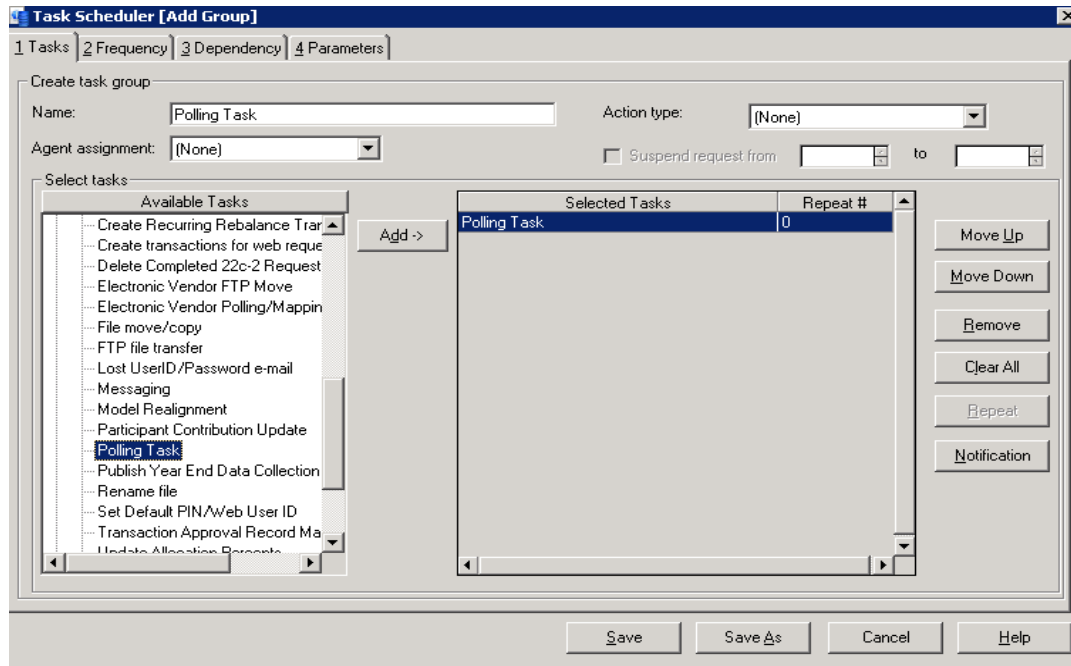 Task Scheduler [Add Group]
1 Tasks 2 Frequency 3 Dependency 4 Parameters
Create task group
Name: Polling Task Action type: (None)
Agent assignment: (None) Suspend request from to
Select tasks
Available Tasks
Create Recurring Rebalance Trar
Create transactions for web reque
Delete Completed 22c-2 Request
Electronic Vendor FTP Move
Electronic Vendor Polling/Mappin
File move/copy
FTP file transfer
Lost UserID/Password e-mail
Messaging
Model Realignment
Participant Contribution Update
Polling Task
Publish Year End Data Collection
Rename file
Set Default PIN/Web User ID
Transaction Approval Record Ma
Update Allocation Percents
Add ->
Selected Tasks Repeat #
Polling Task 0
Move Up
Move Down
Remove
Clear All
Repeat
Notification
Save Save As Cancel Help